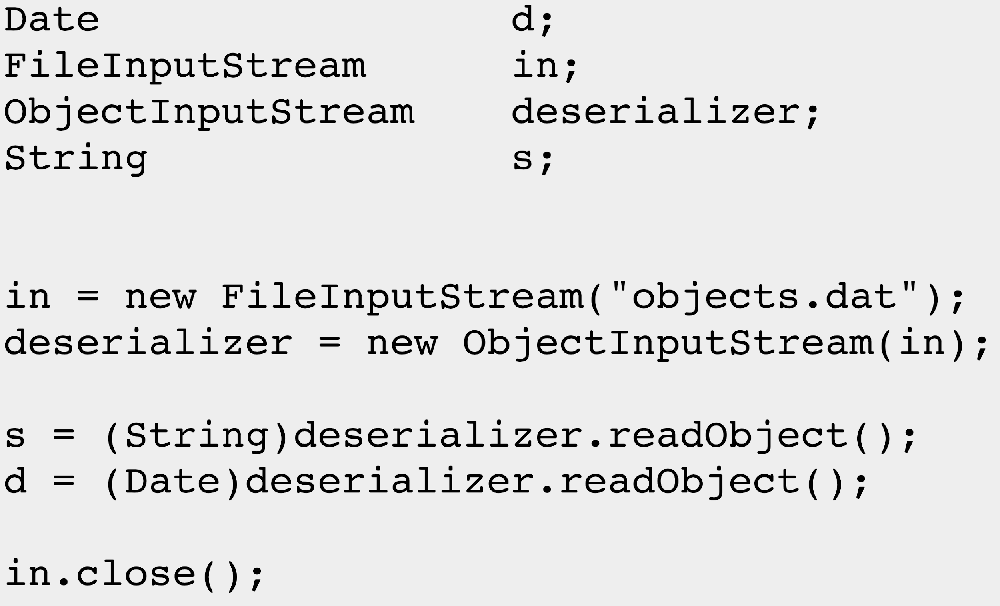 Date                 d;
FileInputStream      in;
ObjectInputStream    deserializer;
String               s;
in =  new FileInputStream("objects.dat");
deserializer =  new ObjectInputStream(in);
s =  (String)deserializer.readObject();
d =  (Date)deserializer.readObject();
in.close();